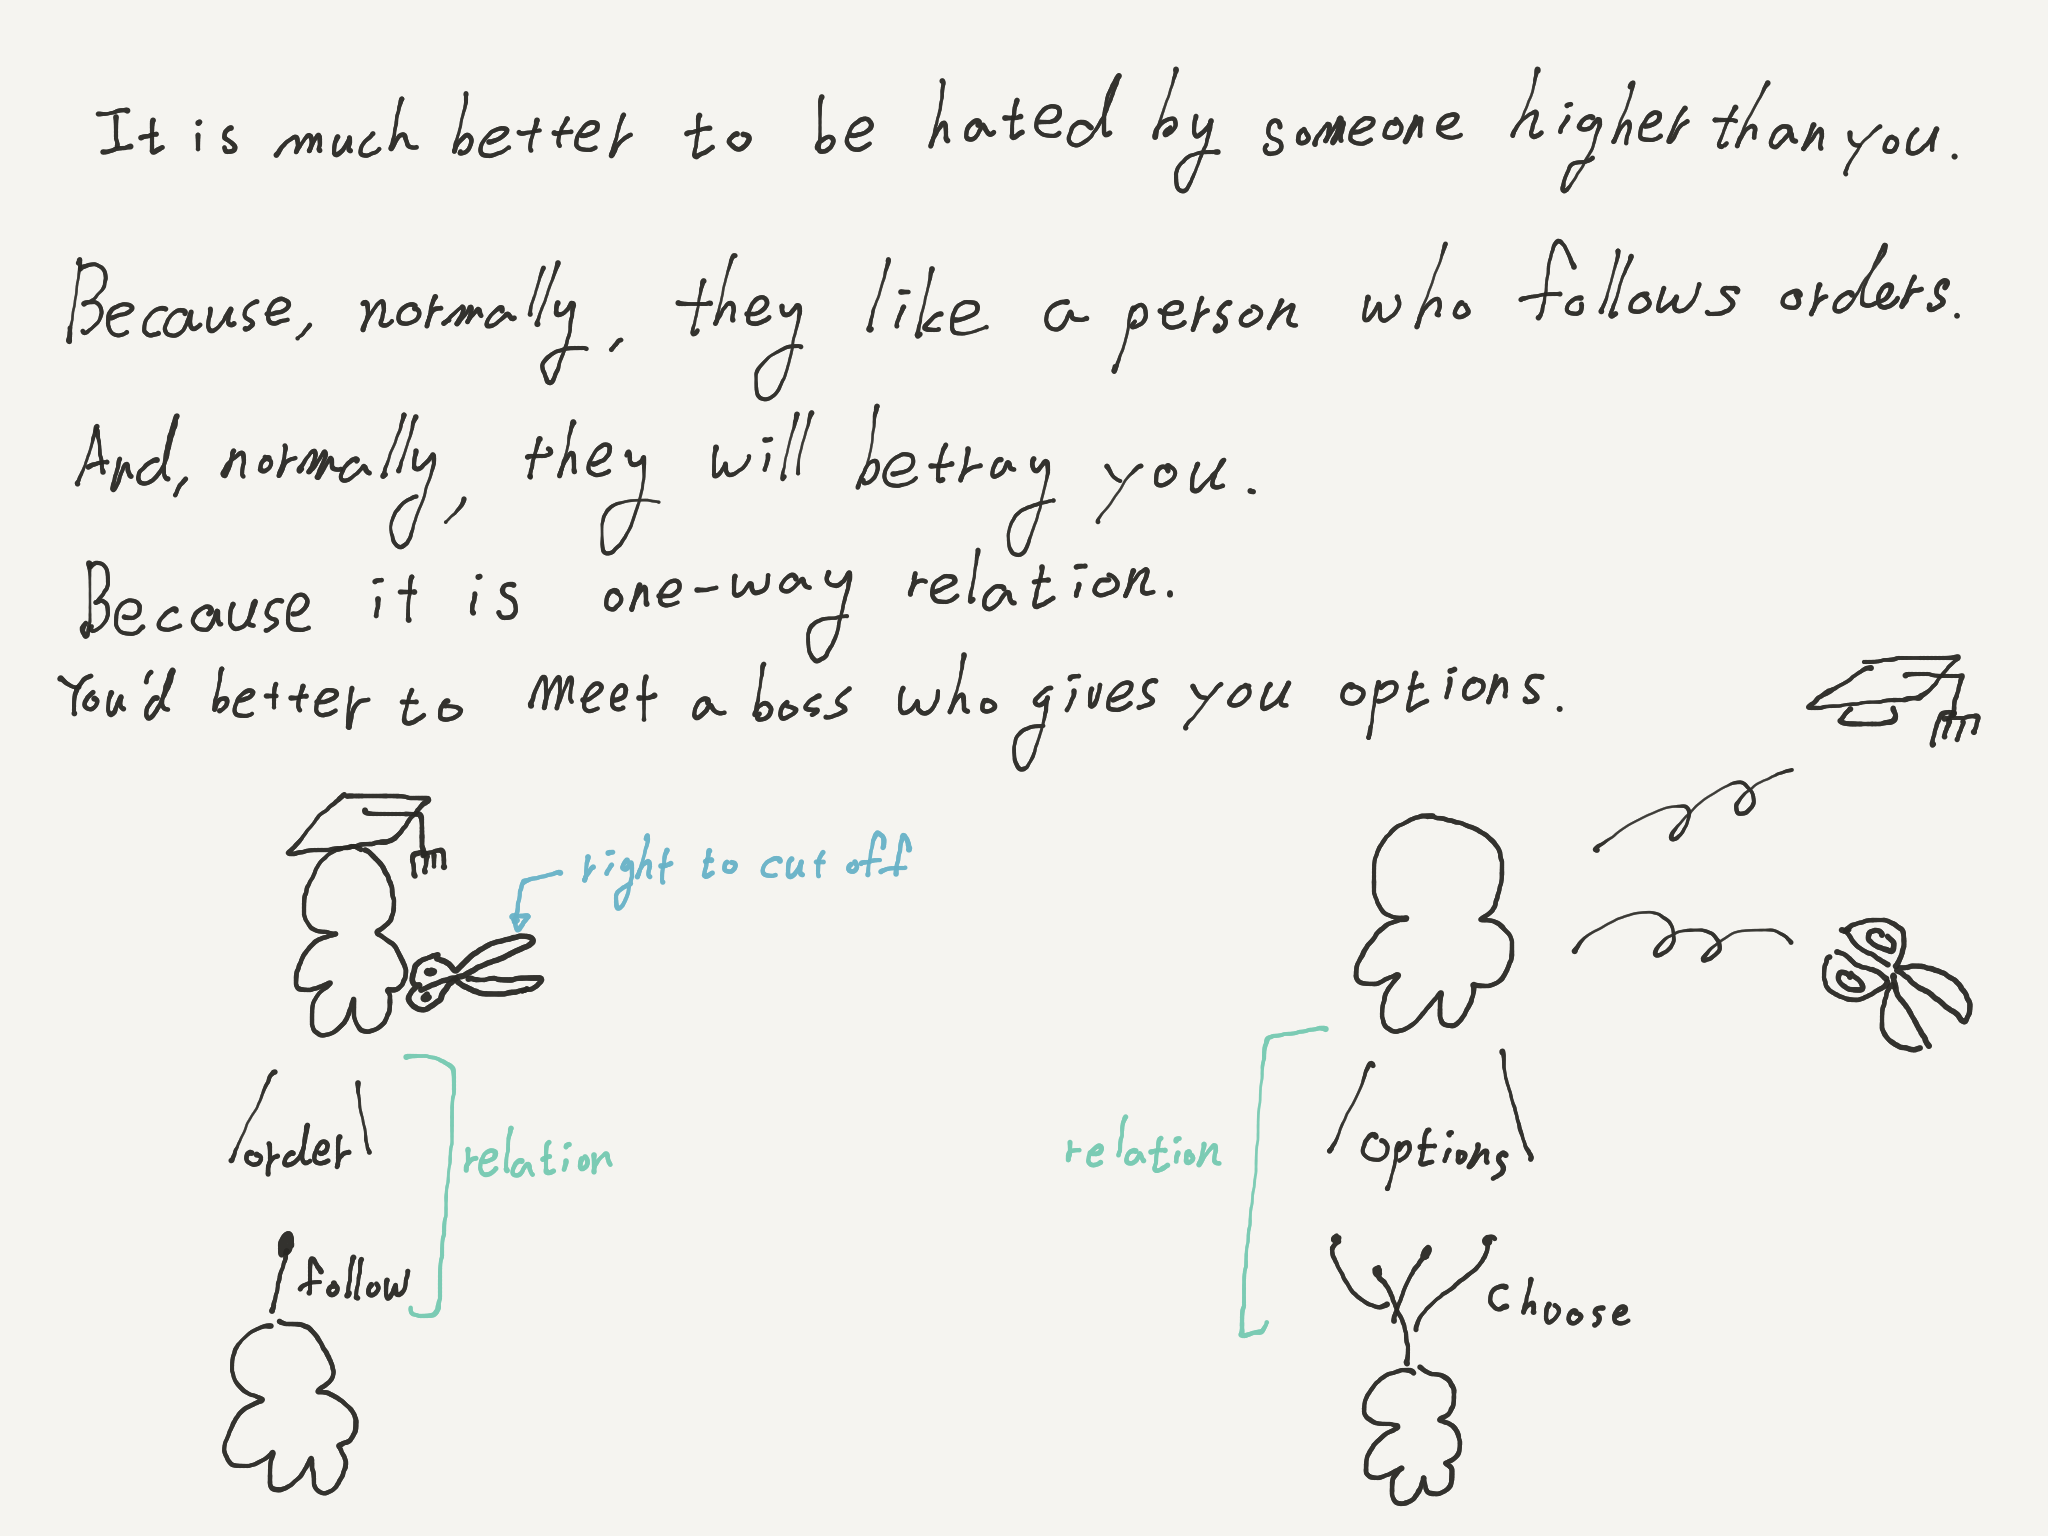 It is much better to be hated by someone higher than you.
Because, normally, they like a person who follows orders.
And, normally, they will betray you.
Because it is one-way relation.
You'd better to meet a boss who gives you options.
right to cut off
order
relation
follow
relation
options
choose